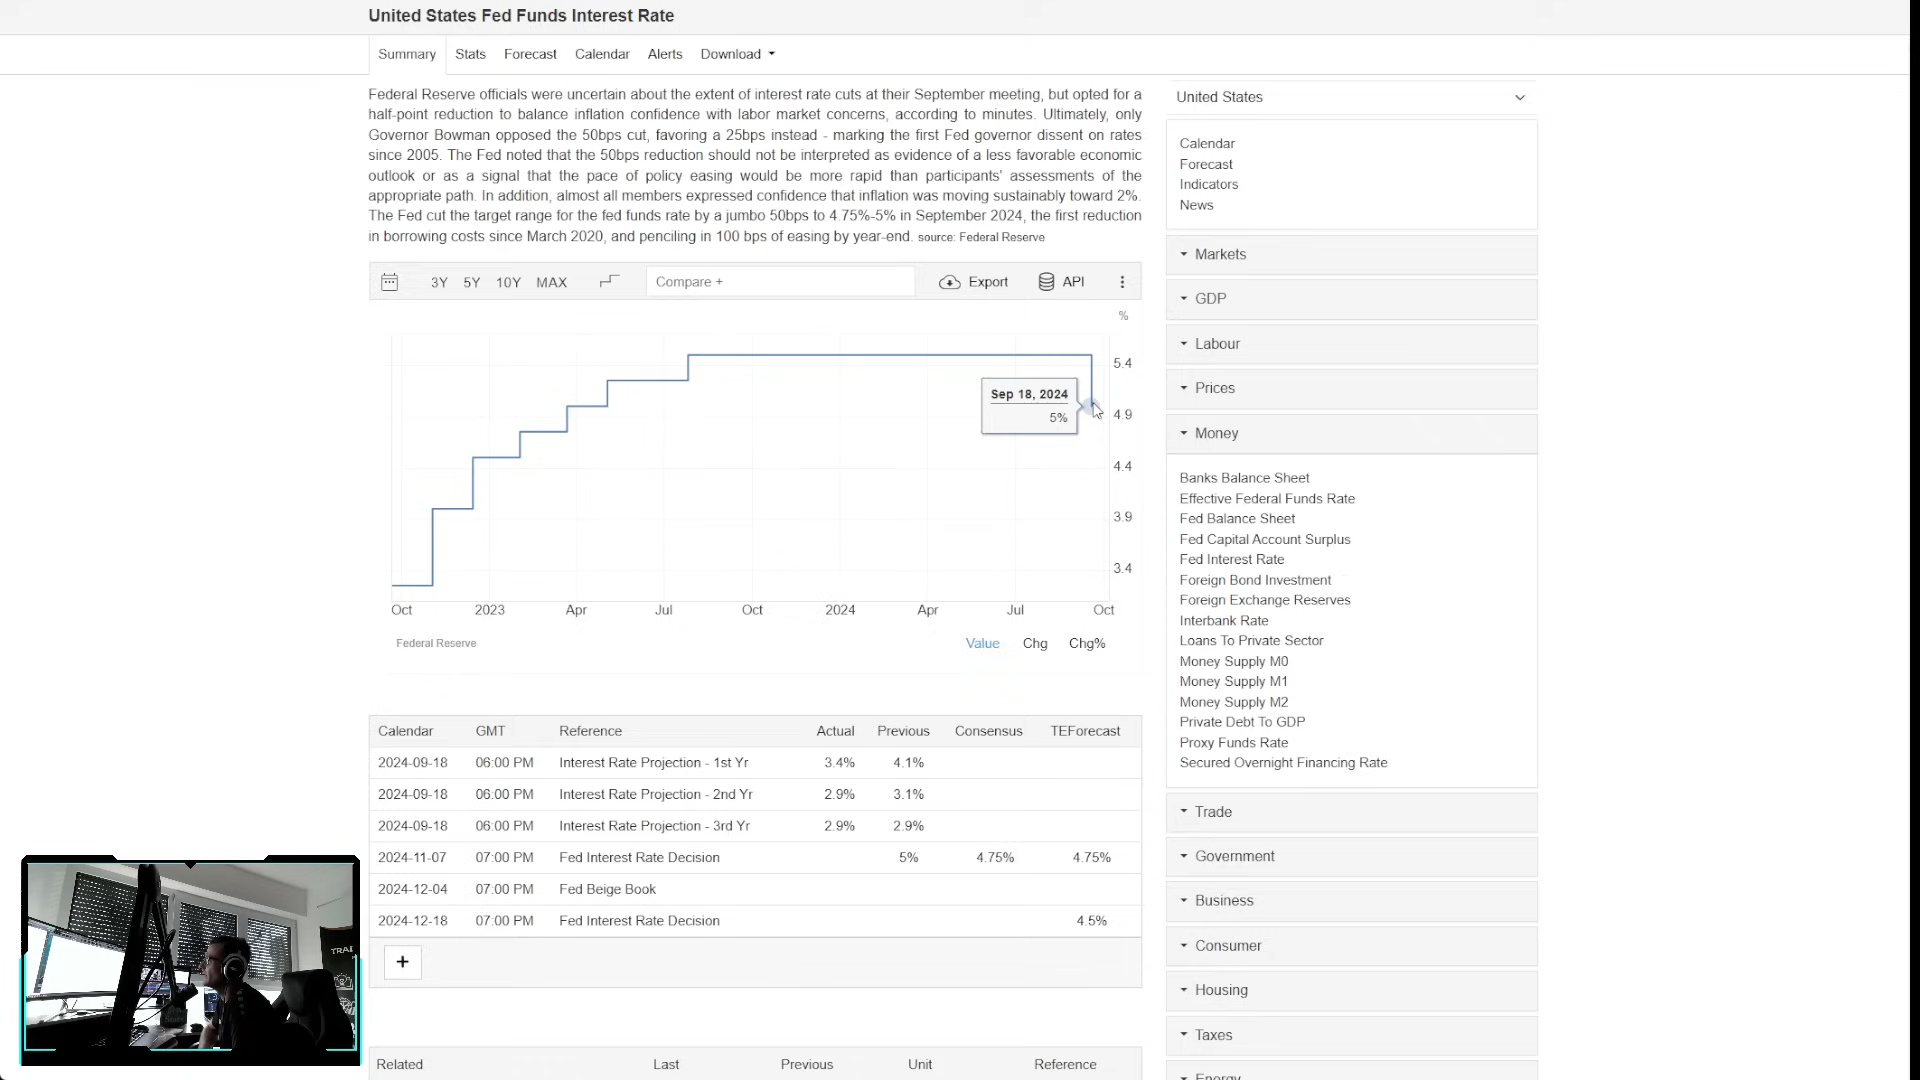 United States Fed Funds Interest Rate
Summary Stats Forecast Calendar Alerts Download
Federal Reserve officials were uncertain about the extent of interest rate cuts at their September meeting, but opted for a
half-point reduction to balance inflation confidence with labor market concerns, according to minutes. Ultimately, only
Governor Bowman opposed the 50bps cut, favoring a 25bps instead - marking the first Fed governor dissent on rates
since 2005. The Fed noted that the 50bps reduction should not be interpreted as evidence of a less favorable economic
outlook or as a signal that the pace of policy easing would be more rapid than participants' assessments of the
appropriate path. In addition, almost all members expressed confidence that inflation was moving sustainably toward 2%.
The Fed cut the target range for the fed funds rate by a jumbo 50bps to 4.75%-5% in September 2024, the first reduction
in borrowing costs since March 2020, and penciling in 100 bps of easing by year-end. source: Federal Reserve
3Y 5Y 10Y MAX Compare + Export API
%
5.4
4.9
4.4
3.9
3.4
Sep 18, 2024
5%
Oct 2023 Apr Jul Oct 2024 Apr Jul Oct
Federal Reserve Value Chg Chg%
Calendar GMT Reference Actual Previous Consensus TEForecast
2024-09-18 06:00 PM Interest Rate Projection - 1st Yr 3.4% 4.1%
2024-09-18 06:00 PM Interest Rate Projection - 2nd Yr 2.9% 3.1%
2024-09-18 06:00 PM Interest Rate Projection - 3rd Yr 2.9% 2.9%
2024-11-07 07:00 PM Fed Interest Rate Decision 5% 4.75% 4.75%
2024-12-04 07:00 PM Fed Beige Book
2024-12-18 07:00 PM Fed Interest Rate Decision 4.5%
+
Related Last Previous Unit Reference
United States
Calendar
Forecast
Indicators
News
Markets
GDP
Labour
Prices
Money
Banks Balance Sheet
Effective Federal Funds Rate
Fed Balance Sheet
Fed Capital Account Surplus
Fed Interest Rate
Foreign Bond Investment
Foreign Exchange Reserves
Interbank Rate
Loans To Private Sector
Money Supply M0
Money Supply M1
Money Supply M2
Private Debt To GDP
Proxy Funds Rate
Secured Overnight Financing Rate
Trade
Government
Business
Consumer
Housing
Taxes
Energy
TRAI